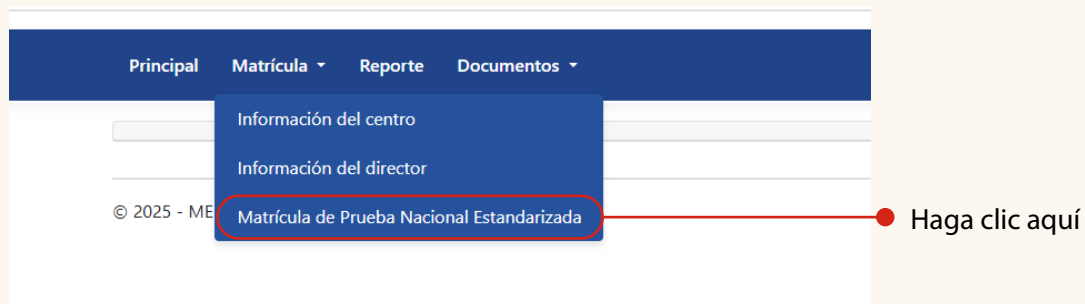 Principal Matrícula Reporte Documentos
Información del centro
Información del director
© 2025 - ME
Matrícula de Prueba Nacional Estandarizada
Haga clic aquí